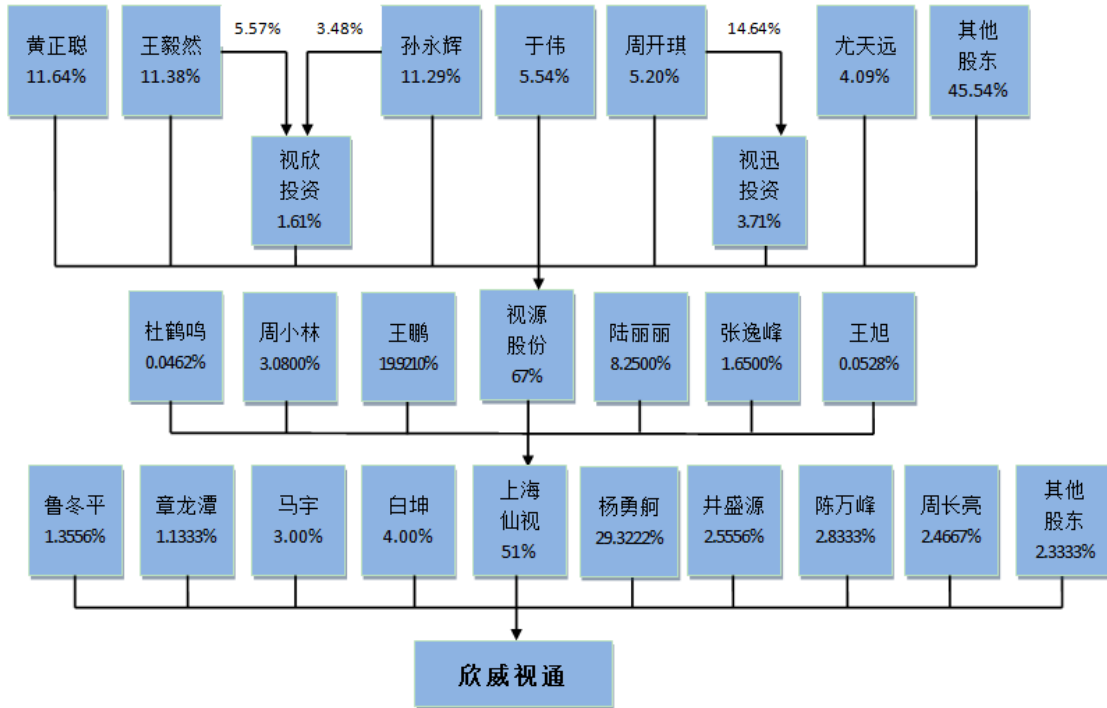 黄正聪
11.64%
王毅然
11.38%
5.57%
3.48%
孙永辉
11.29%
于伟
5.54%
周开琪
5.20%
14.64%
尤天远
4.09%
其他
股东
45.54%
视欣
投资
1.61%
视迅
投资
3.71%
杜鹤鸣
0.0462%
周小林
3.0800%
王鹏
19.9210%
视源
股份
67%
陆丽丽
8.2500%
张逸峰
1.6500%
王旭
0.0528%
鲁冬平
1.3556%
章龙潭
1.1333%
马宇
3.00%
白坤
4.00%
上海
仙视
51%
杨勇舸
29.3222%
井盛源
2.5556%
陈万峰
2.8333%
周长亮
2.4667%
其他
股东
2.3333%
欣威视通